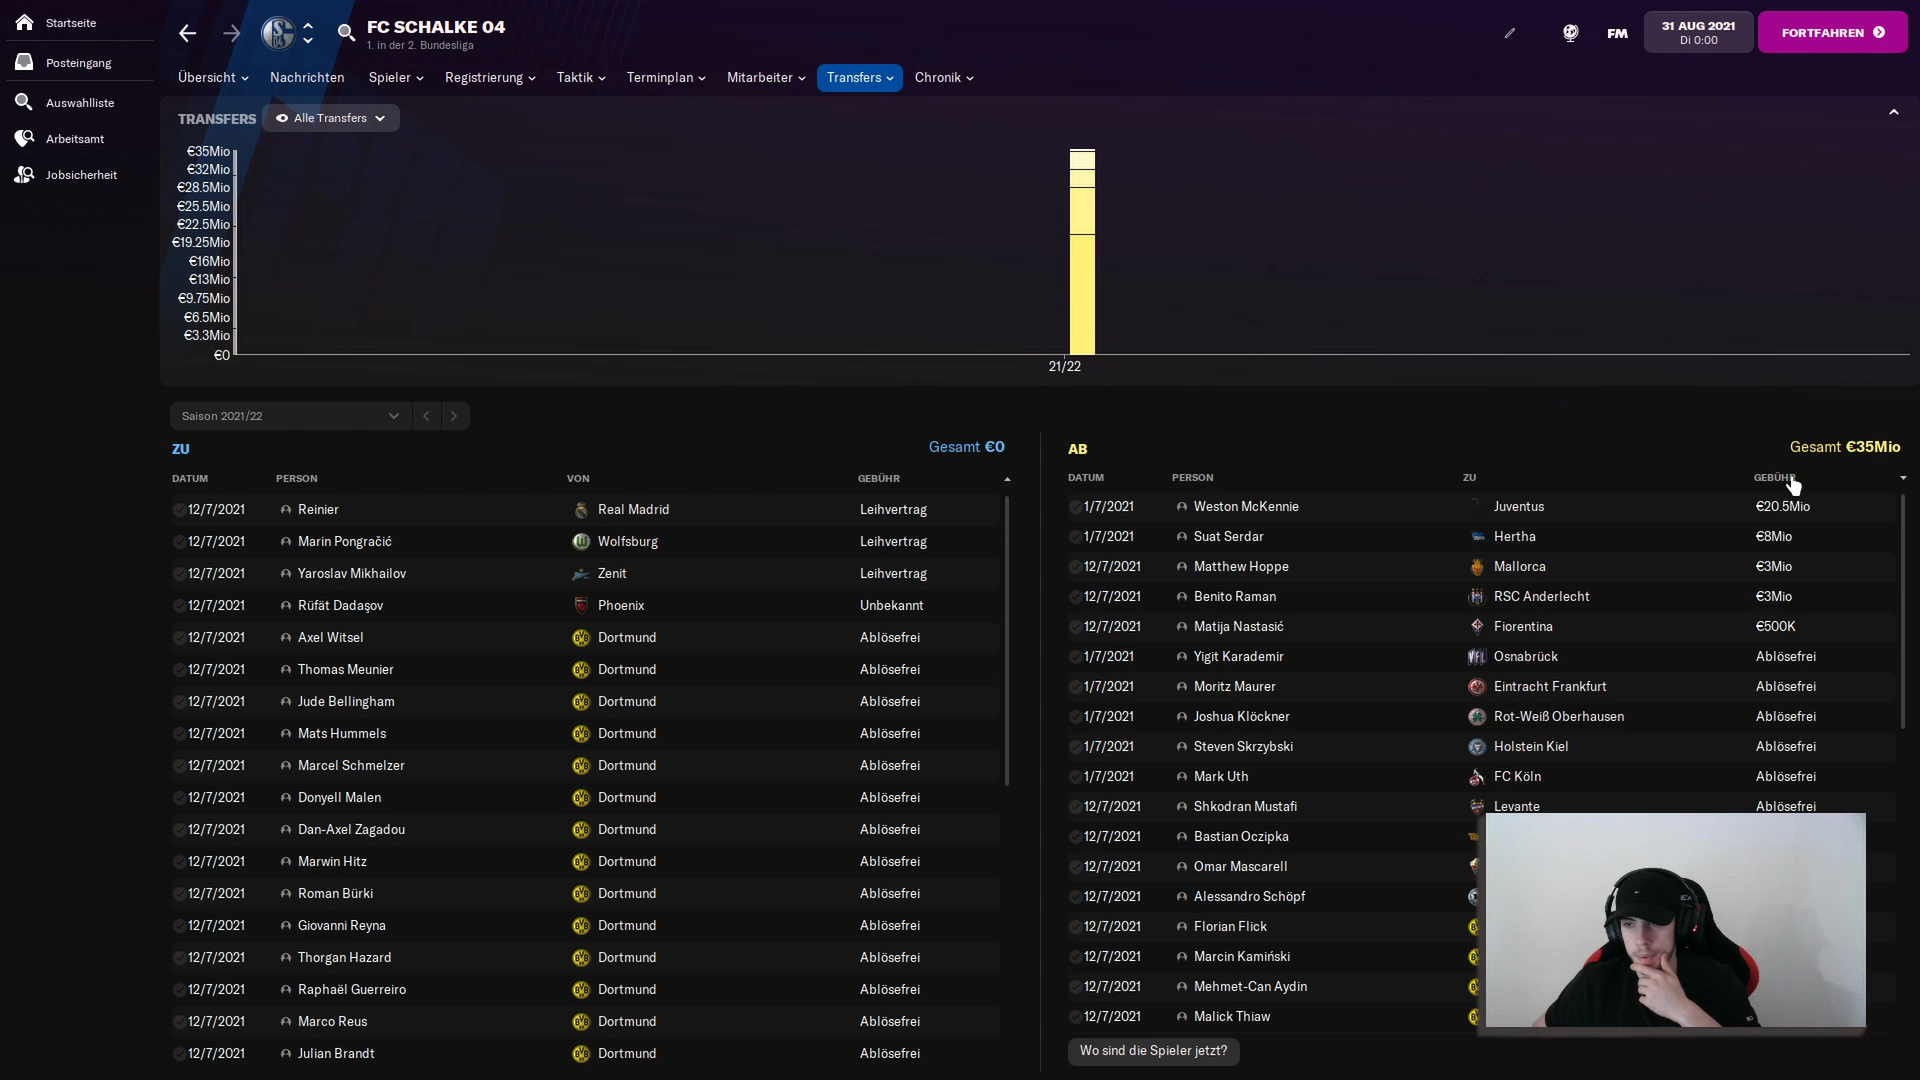 Startseite
Posteingang
Auswahlliste
Arbeitsamt
Jobsicherheit
FC SCHALKE 04
1. in der 2. Bundesliga
FM
31 AUG 2021
Di 0:00
FORTFAHREN
Übersicht Nachrichten Spieler Registrierung Taktik Terminplan Mitarbeiter Transfers Chronik
TRANSFERS Alle Transfers
€35Mio
€32Mio
€28.5Mio
€25.5Mio
€22.5Mio
€19.25Mio
€16Mio
€13Mio
€9.75Mio
€6.5Mio
€3.3Mio
€0
21/22
Saison 2021/22
ZU Gesamt €0
DATUM PERSON VON GEBÜHR
12/7/2021 Reinier Real Madrid Leihvertrag
12/7/2021 Marin Pongračić Wolfsburg Leihvertrag
12/7/2021 Yaroslav Mikhailov Zenit Leihvertrag
12/7/2021 Rüfät Dadaşov Phoenix Unbekannt
12/7/2021 Axel Witsel Dortmund Ablösefrei
12/7/2021 Thomas Meunier Dortmund Ablösefrei
12/7/2021 Jude Bellingham Dortmund Ablösefrei
12/7/2021 Mats Hummels Dortmund Ablösefrei
12/7/2021 Marcel Schmelzer Dortmund Ablösefrei
12/7/2021 Donyell Malen Dortmund Ablösefrei
12/7/2021 Dan-Axel Zagadou Dortmund Ablösefrei
12/7/2021 Marwin Hitz Dortmund Ablösefrei
12/7/2021 Roman Bürki Dortmund Ablösefrei
12/7/2021 Giovanni Reyna Dortmund Ablösefrei
12/7/2021 Thorgan Hazard Dortmund Ablösefrei
12/7/2021 Raphaël Guerreiro Dortmund Ablösefrei
12/7/2021 Marco Reus Dortmund Ablösefrei
12/7/2021 Julian Brandt Dortmund Ablösefrei
AB Gesamt €35Mio
DATUM PERSON ZU GEBÜHR
1/7/2021 Weston McKennie Juventus €20.5Mio
1/7/2021 Suat Serdar Hertha €8Mio
12/7/2021 Matthew Hoppe Mallorca €3Mio
12/7/2021 Benito Raman RSC Anderlecht €3Mio
12/7/2021 Matija Nastasić Fiorentina €500K
1/7/2021 Yigit Karademir Osnabrück Ablösefrei
1/7/2021 Moritz Maurer Eintracht Frankfurt Ablösefrei
1/7/2021 Joshua Klöckner Rot-Weiß Oberhausen Ablösefrei
1/7/2021 Steven Skrzybski Holstein Kiel Ablösefrei
1/7/2021 Mark Uth FC Köln Ablösefrei
12/7/2021 Shkodran Mustafi Levante Ablösefrei
12/7/2021 Bastian Oczipka
12/7/2021 Omar Mascarell
12/7/2021 Alessandro Schöpf
12/7/2021 Florian Flick
12/7/2021 Marcin Kamiński
12/7/2021 Mehmet-Can Aydin
12/7/2021 Malick Thiaw
Wo sind die Spieler jetzt?